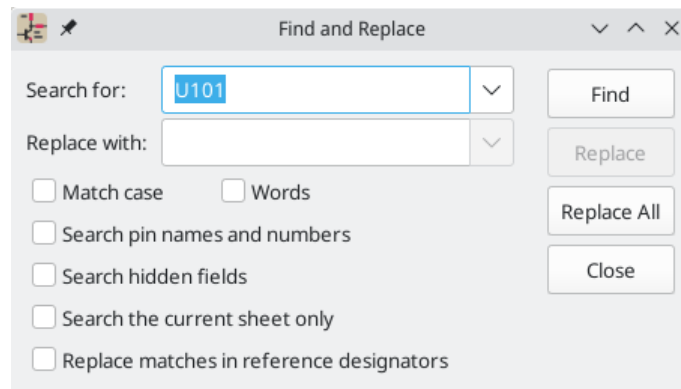 Find and Replace
Search for: U101 Find
Replace with: Replace
Match case Words Replace All
Search pin names and numbers
Search hidden fields Close
Search the current sheet only
Replace matches in reference designators